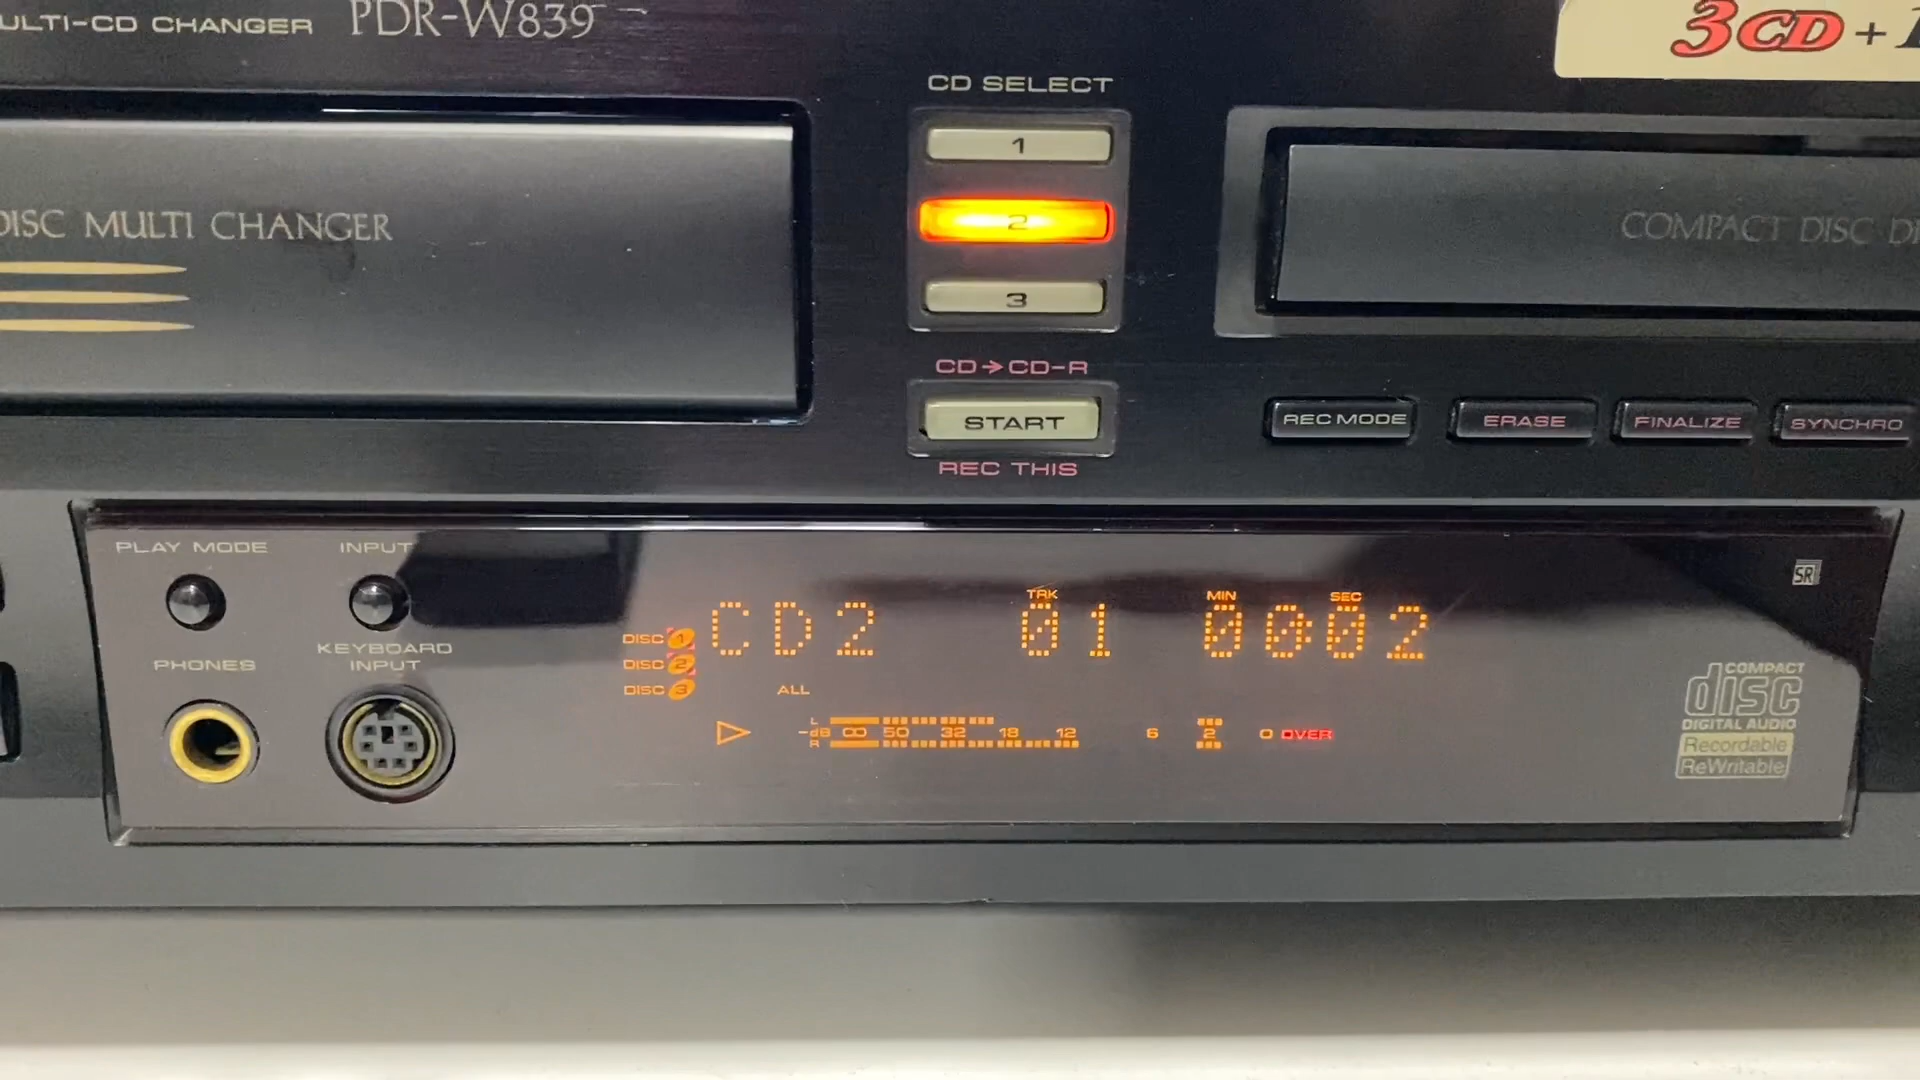 ULTI-CD CHANGER PDR-W839
3CD +
CD SELECT
1
2
3
DISC MULTI CHANGER
COMPACT DISC DI
CD→CD-R
START
REC THIS
REC MODE
ERASE
FINALIZE
SYNCHRO
PLAY MODE
INPUT
PHONES
KEYBOARD
INPUT
TRK MIN SEC
CD2 01 00 02
DISC 1
DISC 2
DISC 3
ALL
L
-dB ∞ 50 32 18 12 6 2 0 OVER
R
SR
COMPACT
disc
DIGITAL AUDIO
Recordable
ReWritable